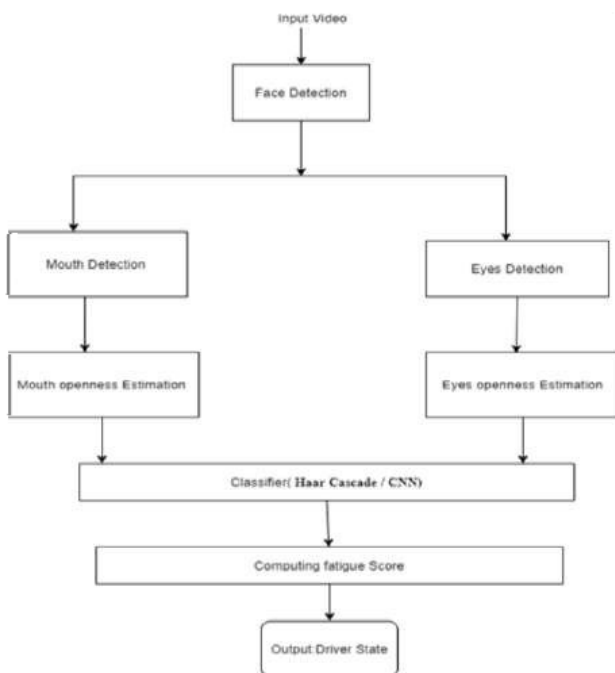 Input Video
Face Detection
Mouth Detection
Eyes Detection
Mouth openness Estimation
Eyes openness Estimation
Classifier( Haar Cascade / CNN)
Computing fatigue Score
Output Driver State